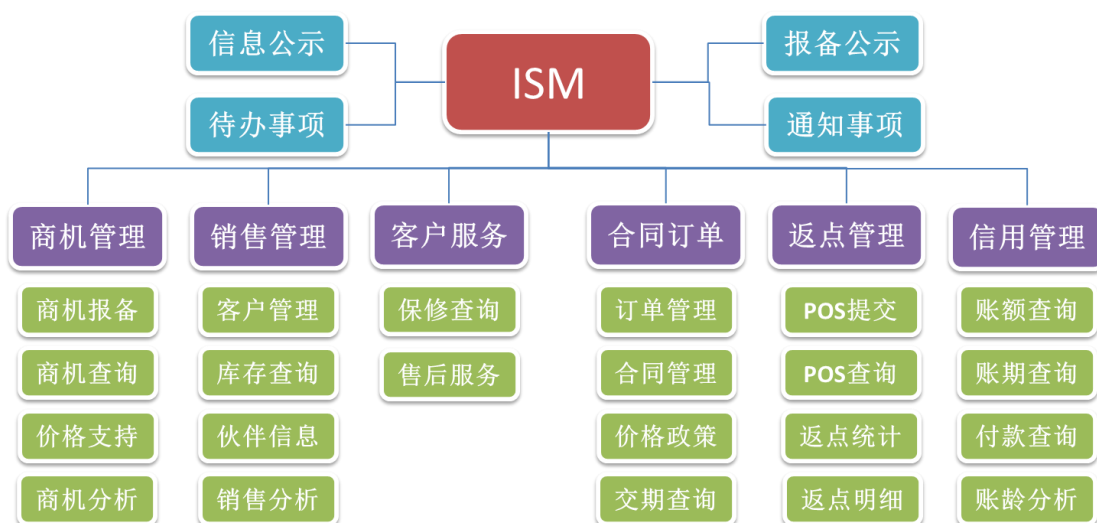 信息公示
ISM
报备公示
待办事项
通知事项
商机管理
销售管理
客户服务
合同订单
返点管理
信用管理
商机报备
客户管理
保修查询
订单管理
POS提交
账额查询
商机查询
库存查询
售后服务
合同管理
POS查询
账期查询
价格支持
伙伴信息
价格政策
返点统计
付款查询
商机分析
销售分析
交期查询
返点明细
账龄分析